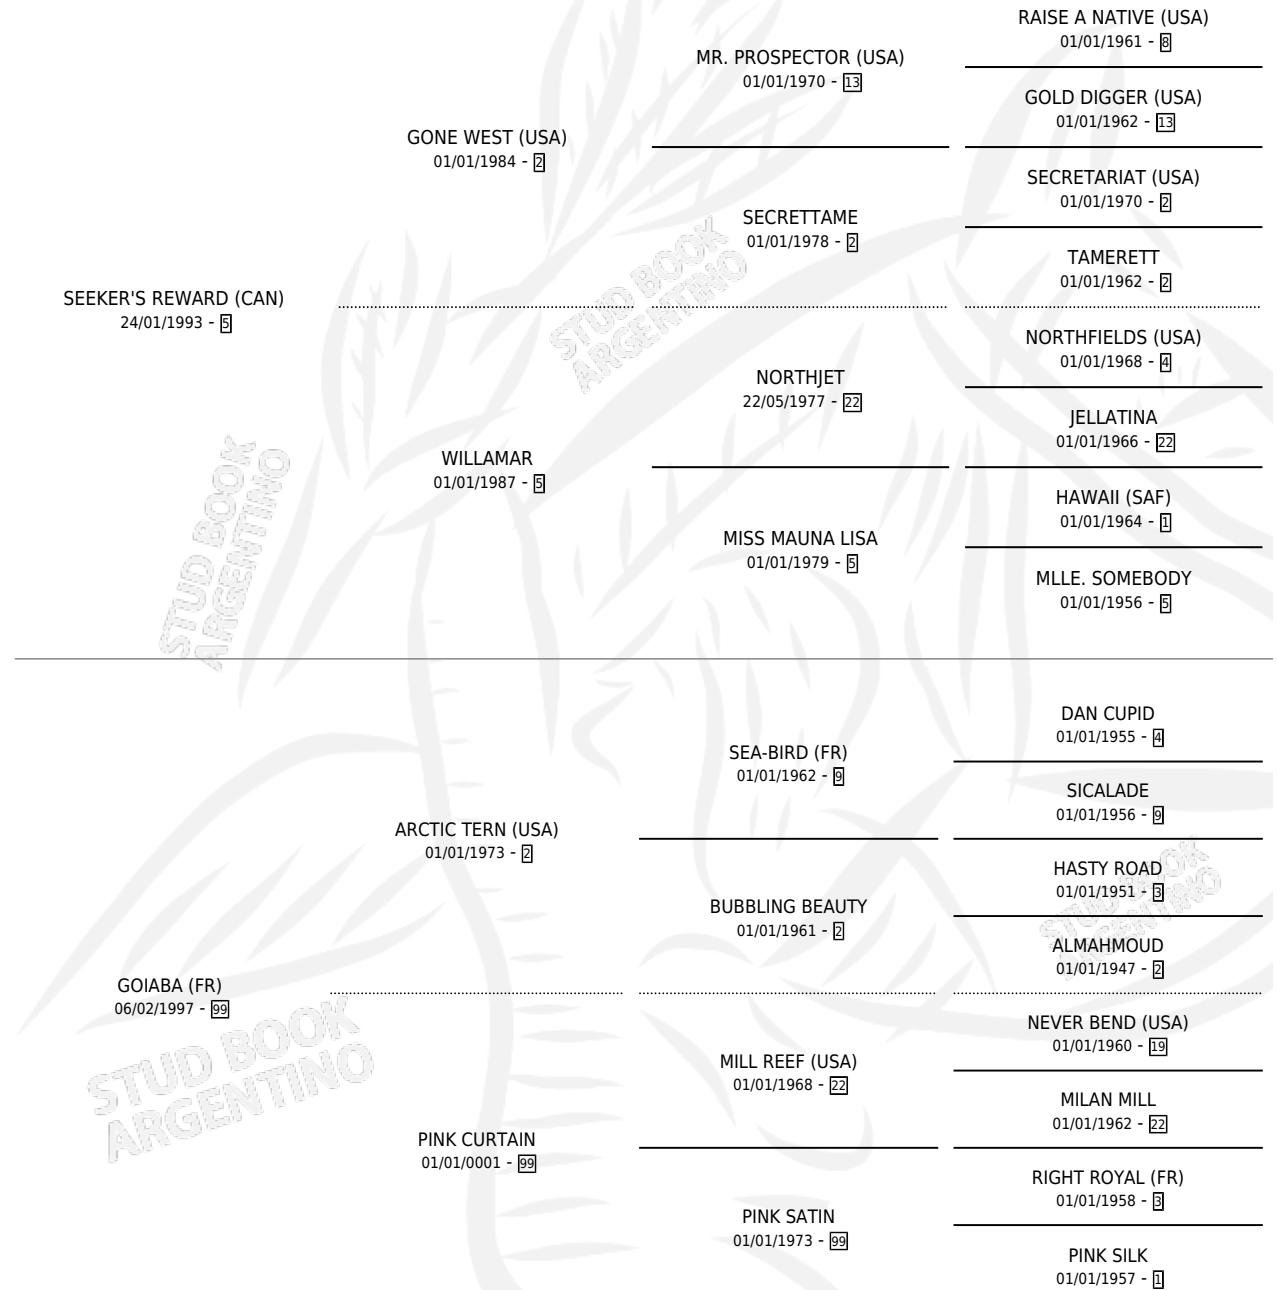 RAISE A NATIVE (USA)
01/01/1961 - 8
MR. PROSPECTOR (USA)
01/01/1970 - 13
GOLD DIGGER (USA)
01/01/1962 - 13
GONE WEST (USA)
01/01/1984 - 2
SECRETARIAT (USA)
01/01/1970 - 2
SECRETTAME
01/01/1978 - 2
TAMERETT
01/01/1962 - 2
SEEKER'S REWARD (CAN)
24/01/1993 - 5
NORTHFIELDS (USA)
01/01/1968 - 4
NORTHJET
22/05/1977 - 22
JELLATINA
01/01/1966 - 22
WILLAMAR
01/01/1987 - 5
HAWAII (SAF)
01/01/1964 - 1
MISS MAUNA LISA
01/01/1979 - 5
MLLE. SOMEBODY
01/01/1956 - 5
DAN CUPID
01/01/1955 - 4
SEA-BIRD (FR)
01/01/1962 - 9
SICALADE
01/01/1956 - 9
ARCTIC TERN (USA)
01/01/1973 - 2
HASTY ROAD
01/01/1951 - 3
BUBBLING BEAUTY
01/01/1961 - 2
ALMAHMOUD
01/01/1947 - 2
GOIABA (FR)
06/02/1997 - 99
NEVER BEND (USA)
01/01/1960 - 19
MILL REEF (USA)
01/01/1968 - 22
MILAN MILL
01/01/1962 - 22
PINK CURTAIN
01/01/0001 - 99
RIGHT ROYAL (FR)
01/01/1958 - 3
PINK SATIN
01/01/1973 - 99
PINK SILK
01/01/1957 - 1
STUD BOOK
ARGENTINO
STUD BOOK
ARGENTINO
STUD BOOK
ARGENTINO
STUD BOOK
ARGENTINO